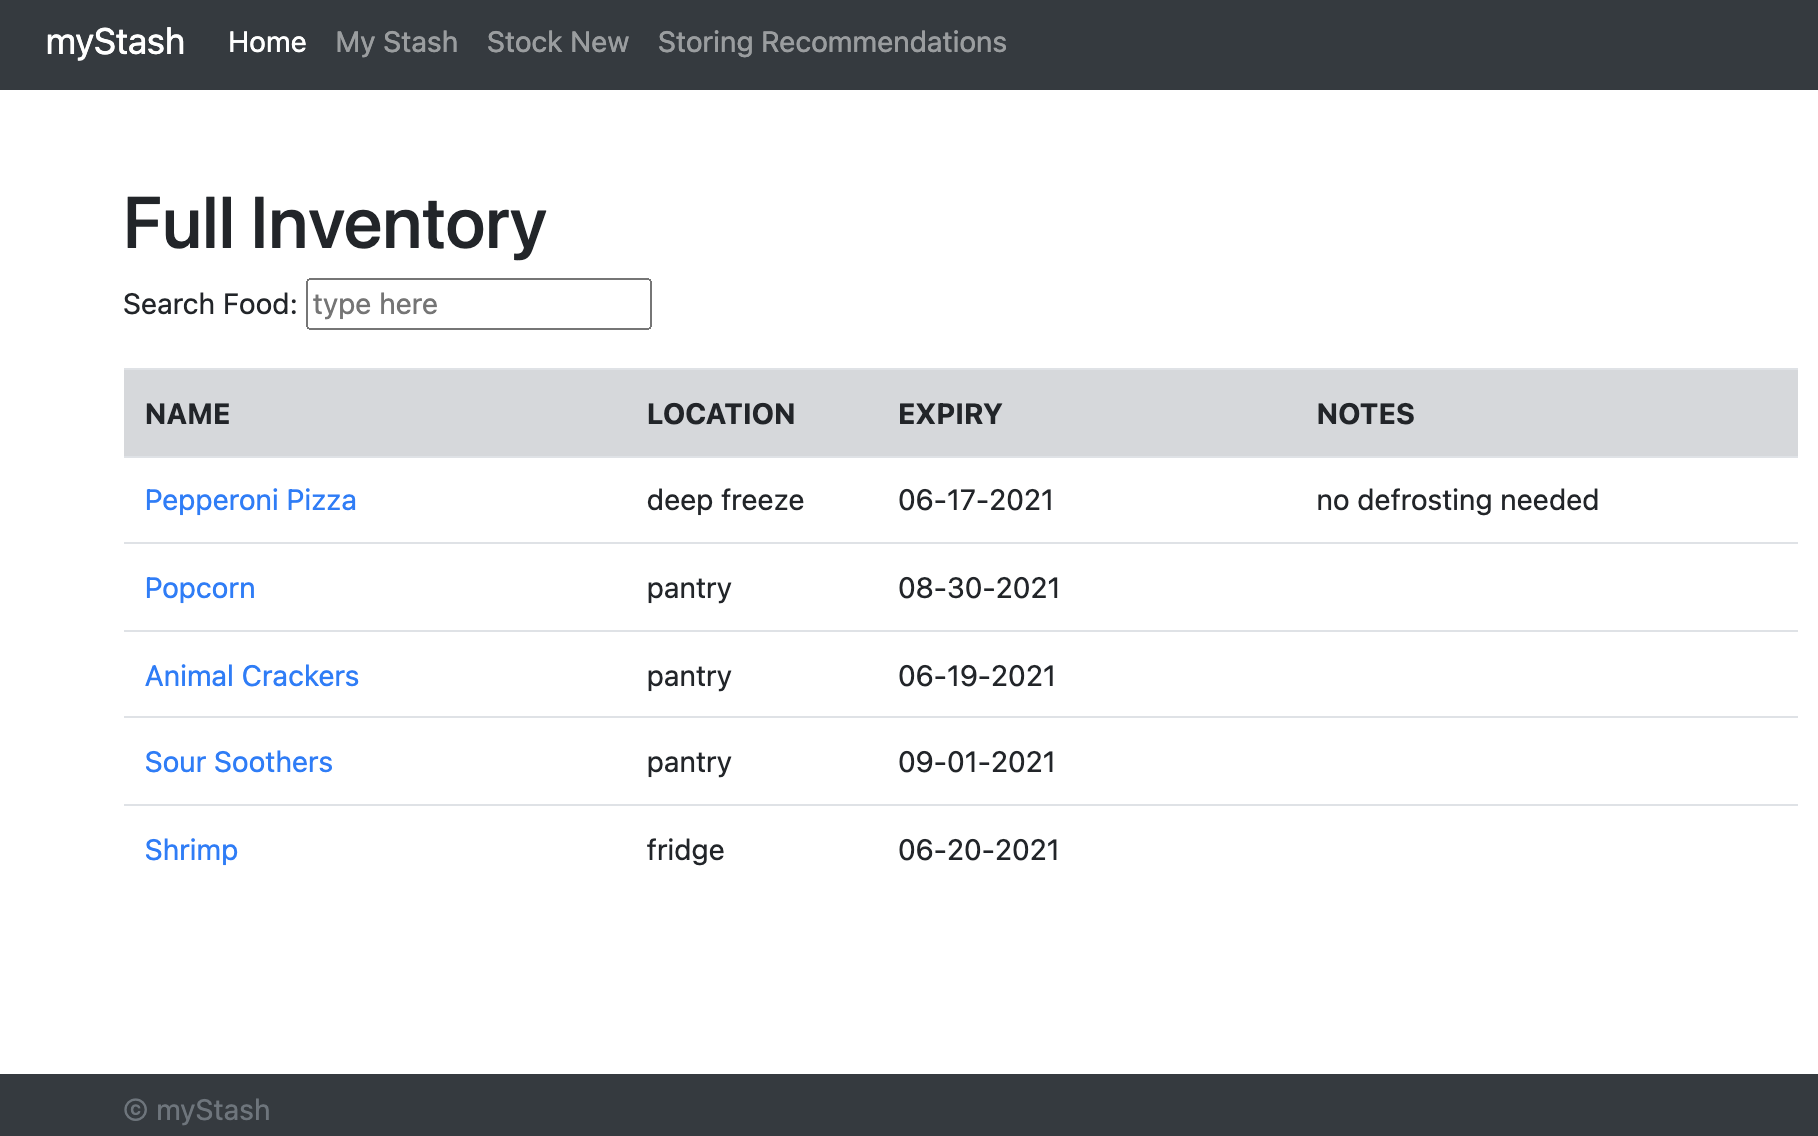 myStash Home My Stash Stock New Storing Recommendations
Full Inventory
Search Food: type here
NAME LOCATION EXPIRY NOTES
Pepperoni Pizza deep freeze 06-17-2021 no defrosting needed
Popcorn pantry 08-30-2021
Animal Crackers pantry 06-19-2021
Sour Soothers pantry 09-01-2021
Shrimp fridge 06-20-2021
© myStash